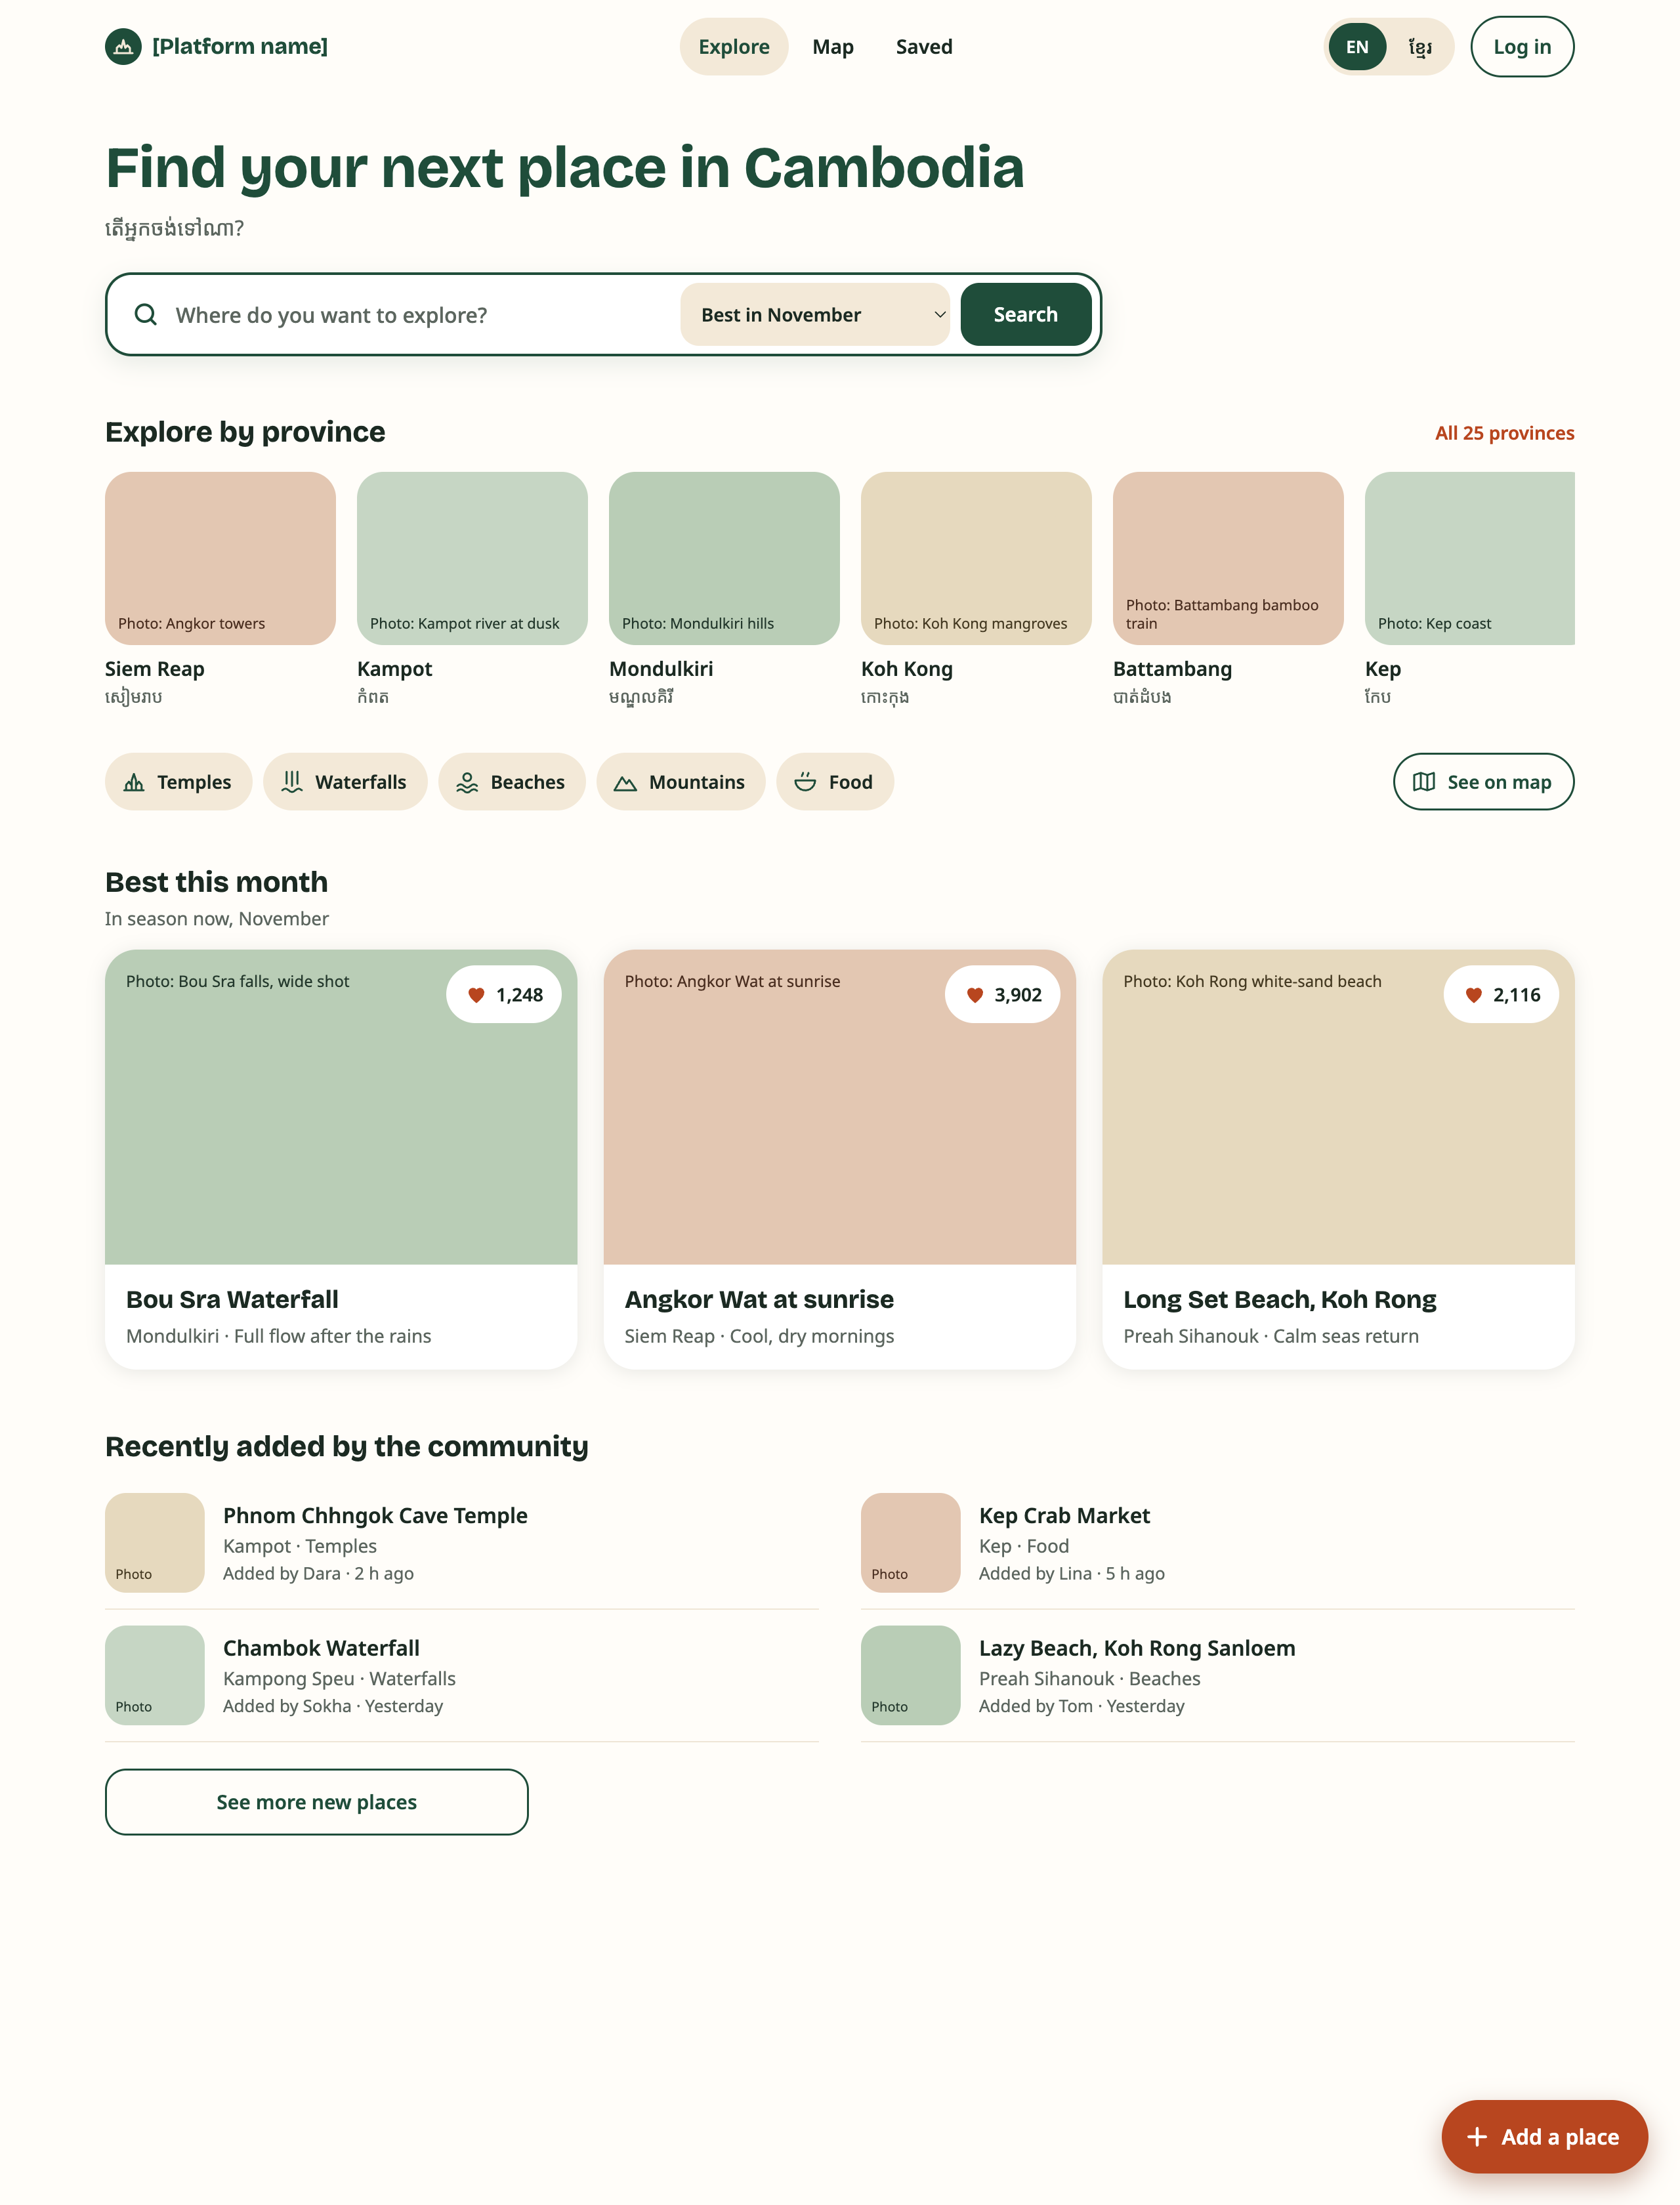 [Platform name]
Explore
Map
Saved
EN
ខ្មែរ
Log in
Find your next place in Cambodia
តើអ្នកចង់ទៅណា?
Where do you want to explore?
Best in November
Search
Explore by province
All 25 provinces
Photo: Angkor towers
Photo: Kampot river at dusk
Photo: Mondulkiri hills
Photo: Koh Kong mangroves
Photo: Battambang bamboo
train
Photo: Kep coast
Siem Reap
សៀមរាប
Kampot
កំពត
Mondulkiri
មណ្ឌលគិរី
Koh Kong
កោះកុង
Battambang
បាត់ដំបង
Kep
កែប
Temples
Waterfalls
Beaches
Mountains
Food
See on map
Best this month
In season now, November
Photo: Bou Sra falls, wide shot
1,248
Bou Sra Waterfall
Mondulkiri · Full flow after the rains
Photo: Angkor Wat at sunrise
3,902
Angkor Wat at sunrise
Siem Reap · Cool, dry mornings
Photo: Koh Rong white-sand beach
2,116
Long Set Beach, Koh Rong
Preah Sihanouk · Calm seas return
Recently added by the community
Photo
Phnom Chhngok Cave Temple
Kampot · Temples
Added by Dara · 2 h ago
Photo
Kep Crab Market
Kep · Food
Added by Lina · 5 h ago
Photo
Chambok Waterfall
Kampong Speu · Waterfalls
Added by Sokha · Yesterday
Photo
Lazy Beach, Koh Rong Sanloem
Preah Sihanouk · Beaches
Added by Tom · Yesterday
See more new places
Add a place